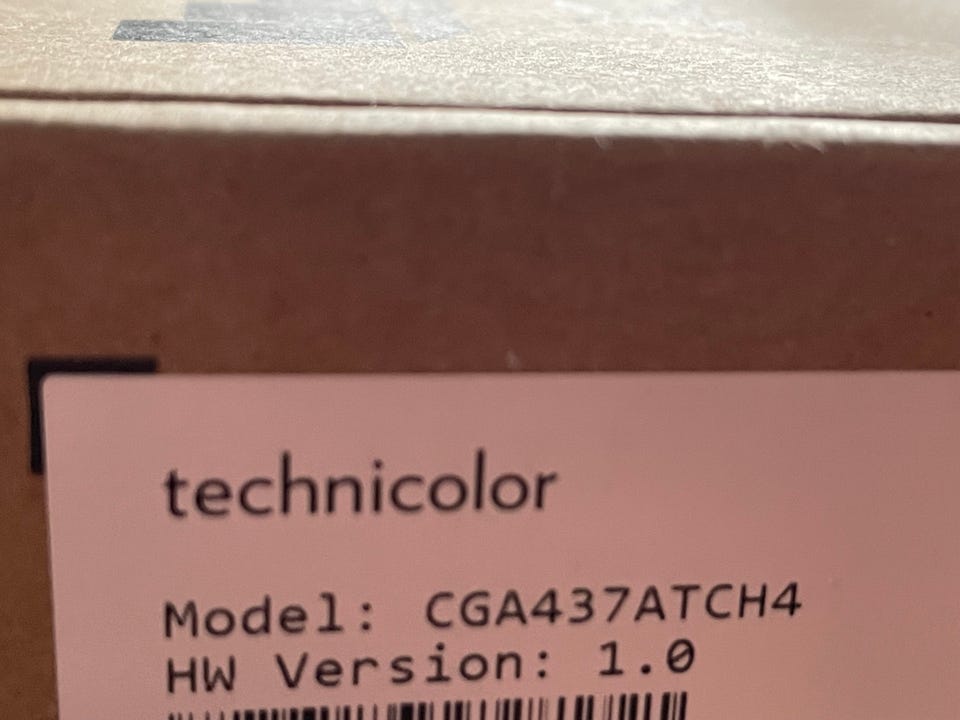 technicolor
Model: CGA437ATCH4
HW Version: 1.0